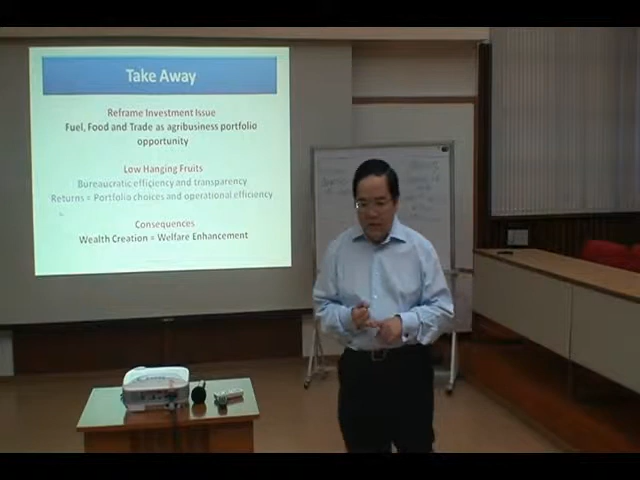 Take Away
Reframe Investment Issue
Fuel, Food and Trade as agribusiness portfolio
opportunity
Low Hanging Fruits
Bureaucratic efficiency and transparency
Returns = Portfolio choices and operational efficiency
Consequences
Wealth Creation = Welfare Enhancement